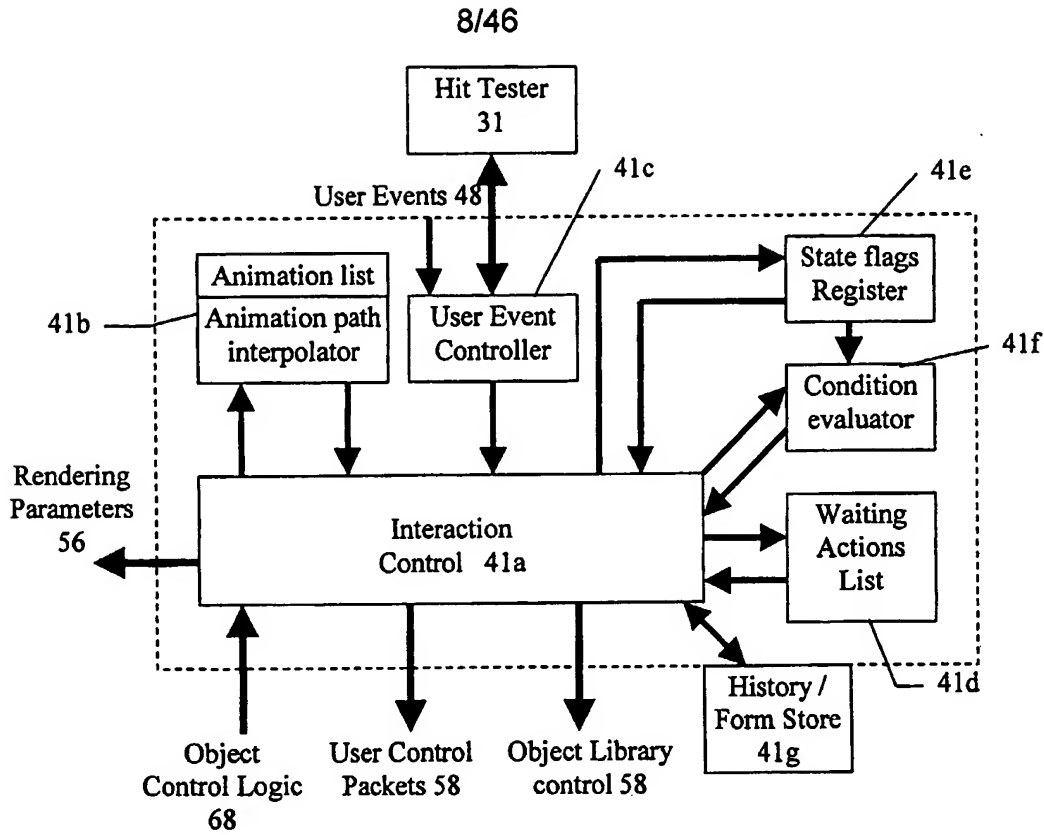 8/46
Hit Tester
31
41c
41e
User Events 48
Animation list
Animation path
interpolator
41b
User Event
Controller
State flags
Register
41f
Condition
evaluator
Rendering
Parameters
56
Interaction
Control 41a
Waiting
Actions
List
41d
History /
Form Store
41g
Object
Control Logic
68
User Control
Packets 58
Object Library
control 58